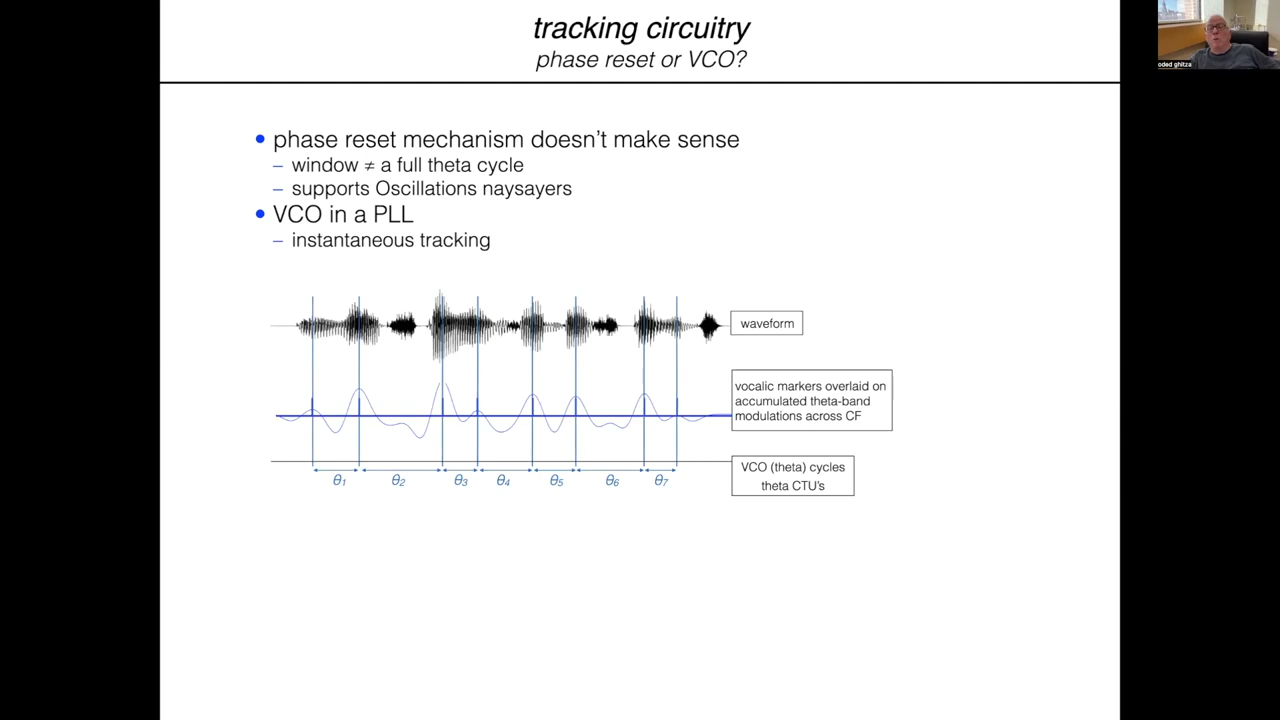 tracking circuitry
phase reset or VCO?
oded ghitza
• phase reset mechanism doesn't make sense
– window ≠ a full theta cycle
– supports Oscillations naysayers
• VCO in a PLL
– instantaneous tracking
waveform
vocalic markers overlaid on
accumulated theta-band
modulations across CF
VCO (theta) cycles
theta CTU's
θ1 θ2 θ3 θ4 θ5 θ6 θ7